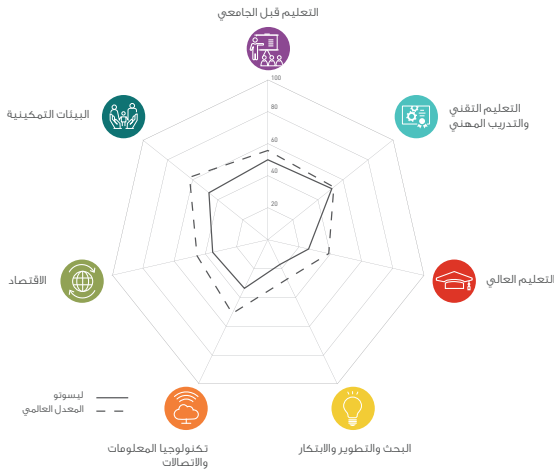 التعليم قبل الجامعي
100
80
60
40
20
التعليم التقني
والتدريب المهني
البيئات التمكينية
التعليم العالي
الاقتصاد
ليسوتو
المعدل العالمي
البحث والتطوير والابتكار
تكنولوجيا المعلومات
والاتصالات